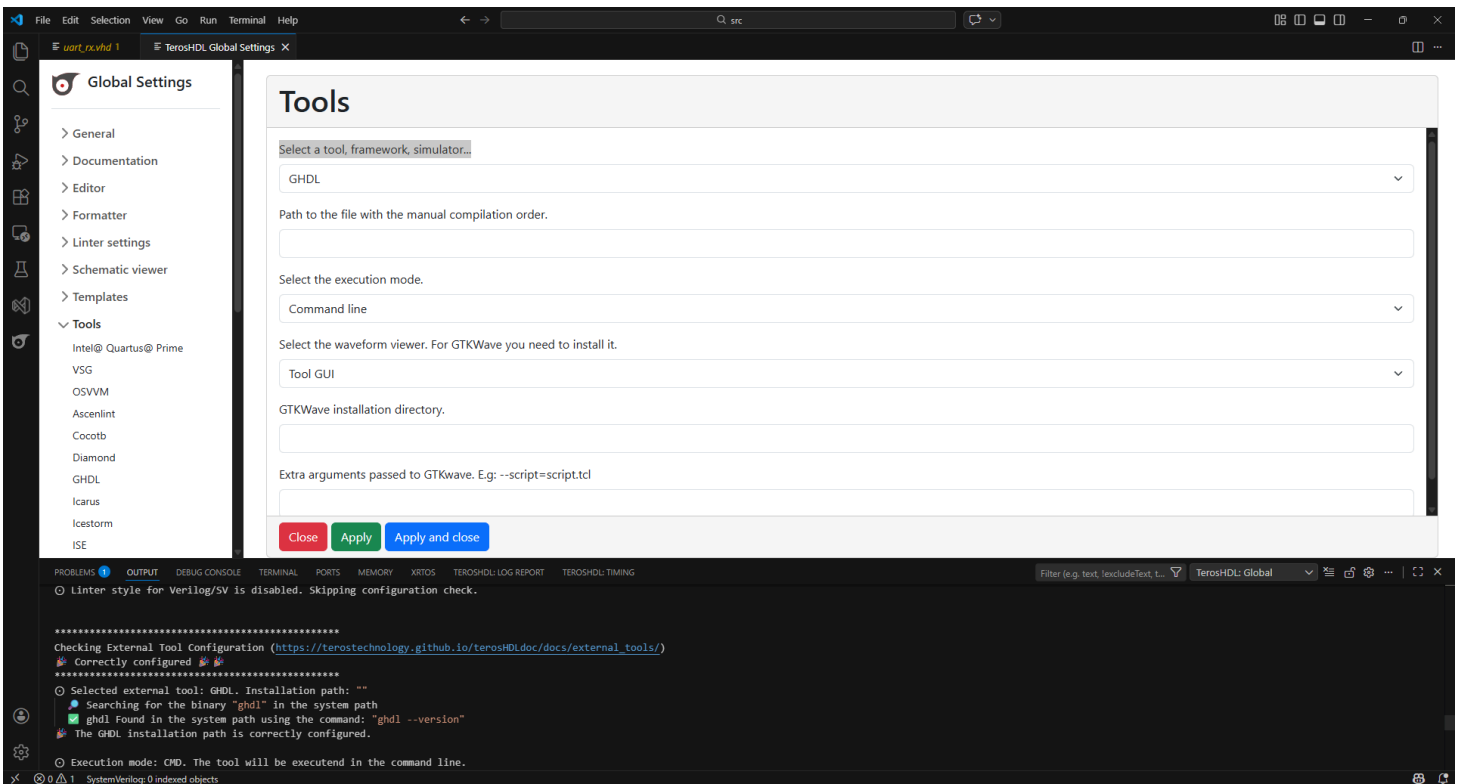 File Edit Selection View Go Run Terminal Help
src
uart_rx.vhd 1
TerosHDL Global Settings
Global Settings
General
Documentation
Editor
Formatter
Linter settings
Schematic viewer
Templates
Tools
Intel@ Quartus@ Prime
VSG
OSVVM
Ascenlint
Cocotb
Diamond
GHDL
Icarus
Icestorm
ISE
Tools
Select a tool, framework, simulator...
GHDL
Path to the file with the manual compilation order.
Select the execution mode.
Command line
Select the waveform viewer. For GTKWave you need to install it.
Tool GUI
GTKWave installation directory.
Extra arguments passed to GTKwave. E.g: --script=script.tcl
Close Apply Apply and close
PROBLEMS 1 OUTPUT DEBUG CONSOLE TERMINAL PORTS MEMORY XRTOS TEROSHDL: LOG REPORT TEROSHDL: TIMING
Filter (e.g. text, !excludeText, t... TerosHDL: Global
Linter style for Verilog/SV is disabled. Skipping configuration check.
*************************************************
Checking External Tool Configuration (https://terostechnology.github.io/terosHDLdoc/docs/external_tools/)
🎉 Correctly configured 🎉🎉
*************************************************
Selected external tool: GHDL. Installation path: ""
🔎 Searching for the binary "ghdl" in the system path
✅ ghdl Found in the system path using the command: "ghdl --version"
🎉 The GHDL installation path is correctly configured.
Execution mode: CMD. The tool will be executend in the command line.
0 1 SystemVerilog: 0 indexed objects